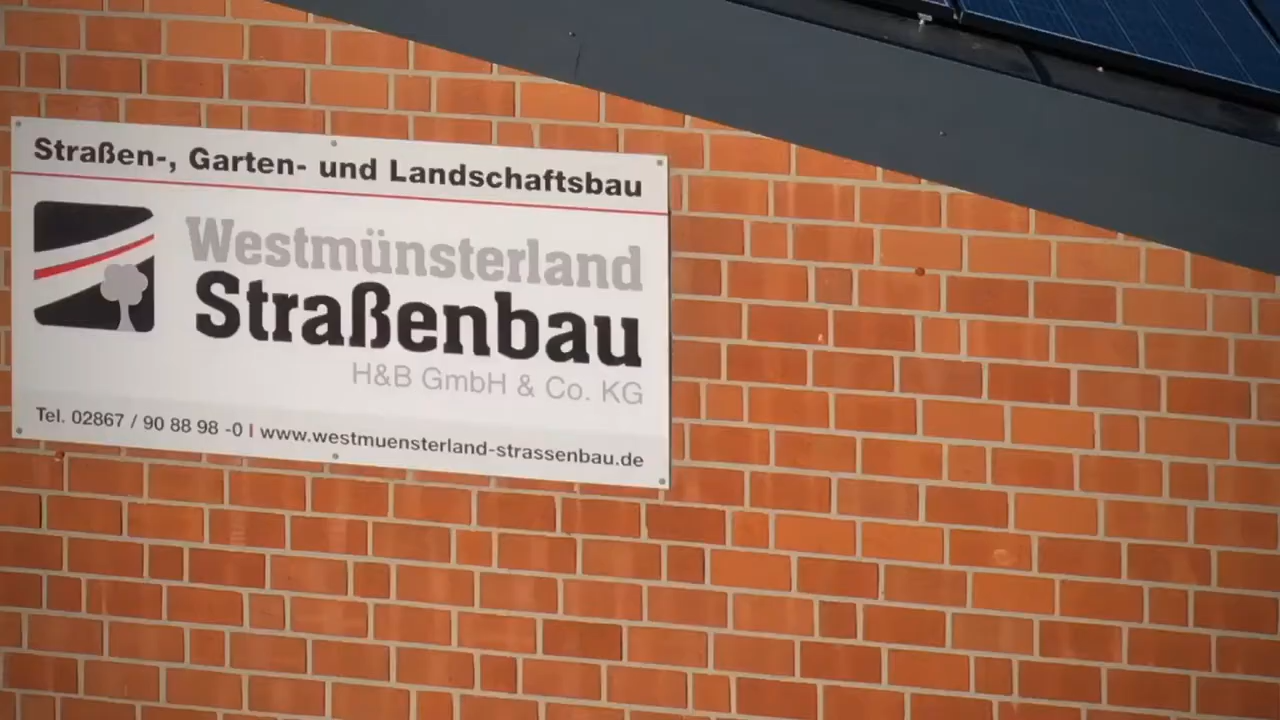 Straßen-, Garten- und Landschaftsbau
Westmünsterland
Straßenbau
H&B GmbH & Co. KG
Tel. 02867 / 90 88 98 -0 I www.westmuensterland-strassenbau.de